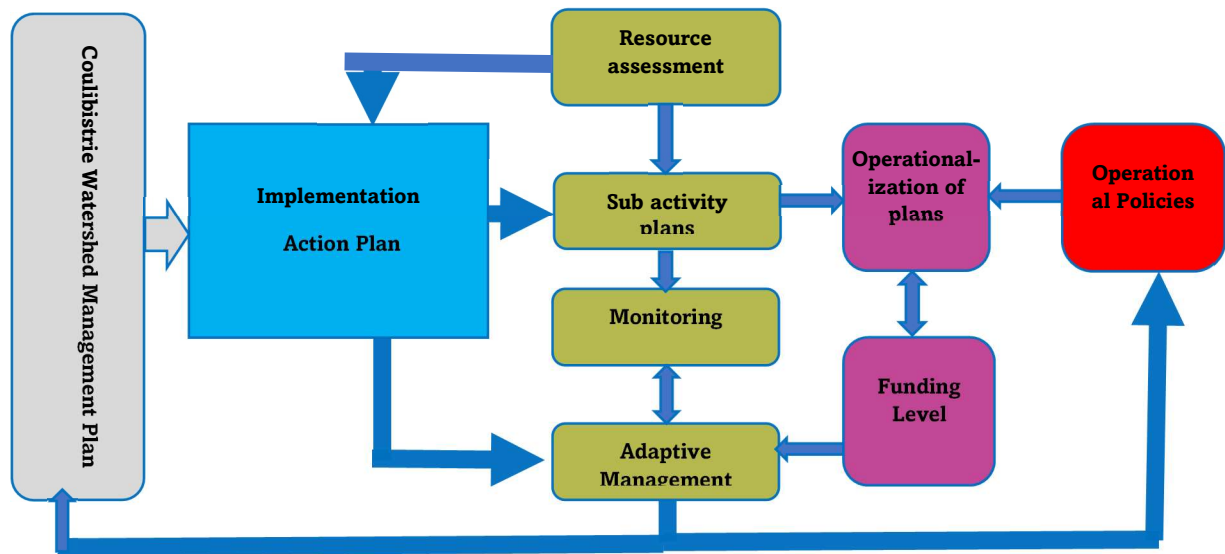 Coulibistrie Watershed Management Plan
Resource
assessment
Implementation
Action Plan
Sub activity
plans
Operational-
ization of
plans
Operation
al Policies
Monitoring
Funding
Level
Adaptive
Management